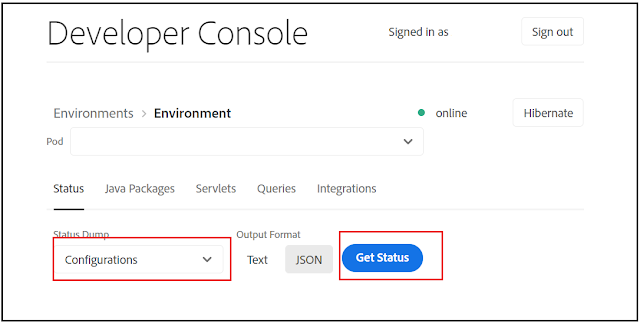 Developer Console
Signed in as
Sign out
Environments > Environment
online
Hibernate
Pod
Status
Java Packages
Servlets
Queries
Integrations
Status Dump
Output Format
Configurations
Text
JSON
Get Status